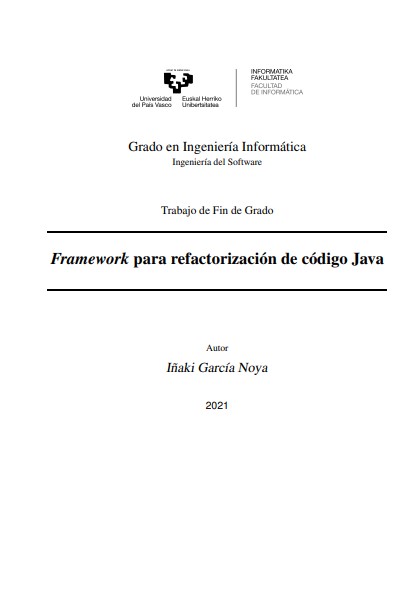 Universidad
del País Vasco
Euskal Herriko
Unibertsitatea
INFORMATIKA
FAKULTATEA
FACULTAD
DE INFORMÁTICA
Grado en Ingeniería Informática
Ingeniería del Software
Trabajo de Fin de Grado
Framework para refactorización de código Java
Autor
Iñaki García Noya
2021